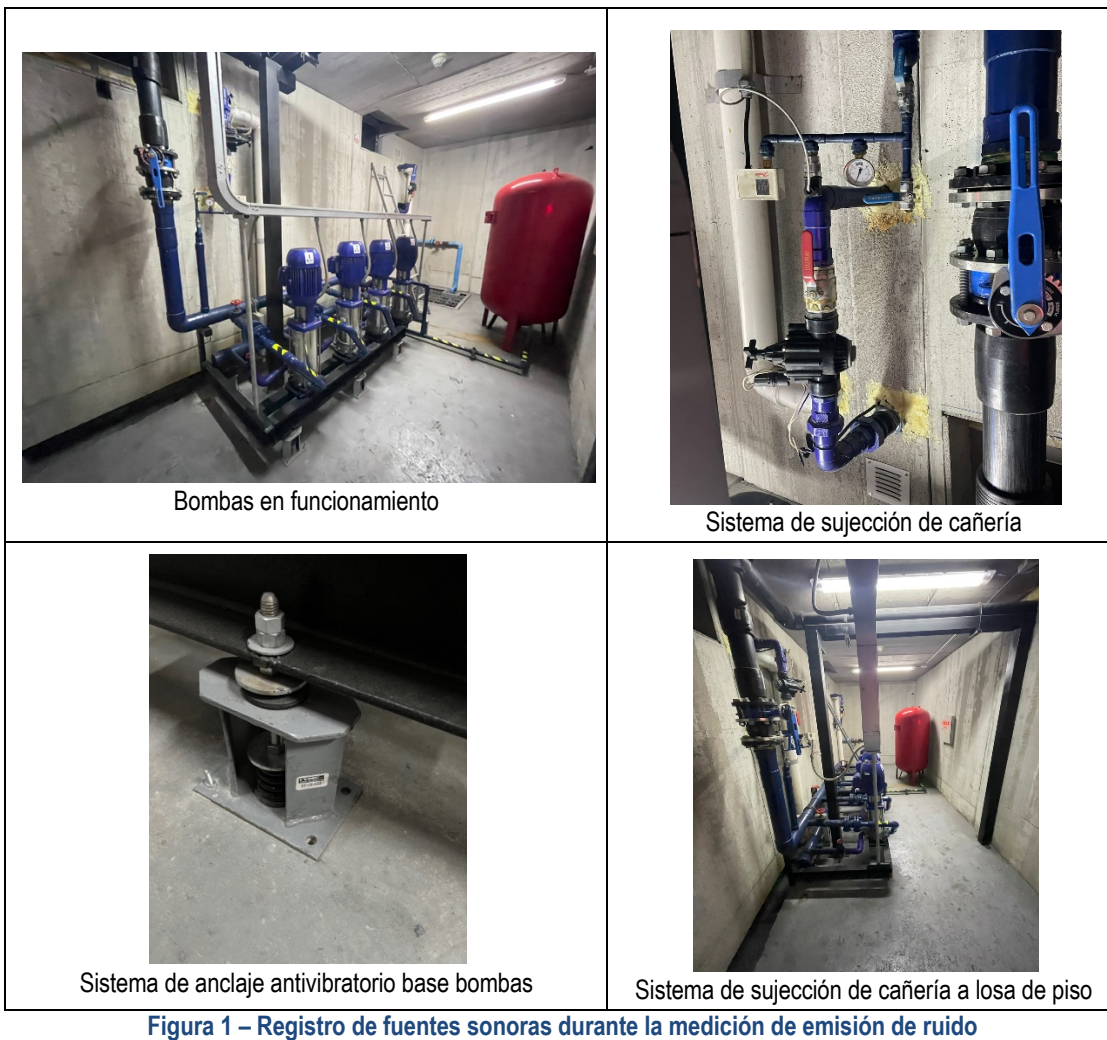 Bombas en funcionamiento
Sistema de sujección de cañería
Sistema de anclaje antivibratorio base bombas
Sistema de sujección de cañería a losa de piso
Figura 1 – Registro de fuentes sonoras durante la medición de emisión de ruido